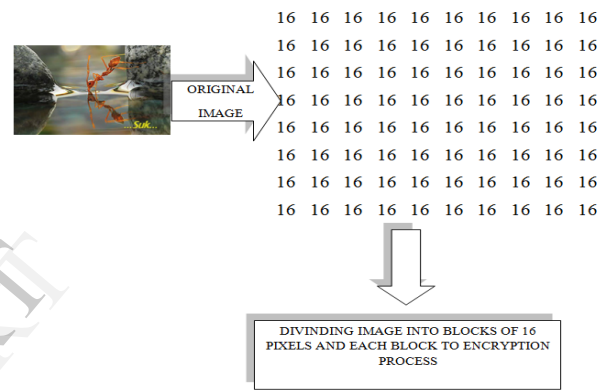 16 16 16 16 16 16 16 16 16 16
16 16 16 16 16 16 16 16 16 16
16 16 16 16 16 16 16 16 16 16
ORIGINAL
IMAGE
16 16 16 16 16 16 16 16 16 16
16 16 16 16 16 16 16 16 16 16
...Suk...
16 16 16 16 16 16 16 16 16 16
16 16 16 16 16 16 16 16 16 16
16 16 16 16 16 16 16 16 16 16
DIVINDING IMAGE INTO BLOCKS OF 16
PIXELS AND EACH BLOCK TO ENCRYPTION
PROCESS